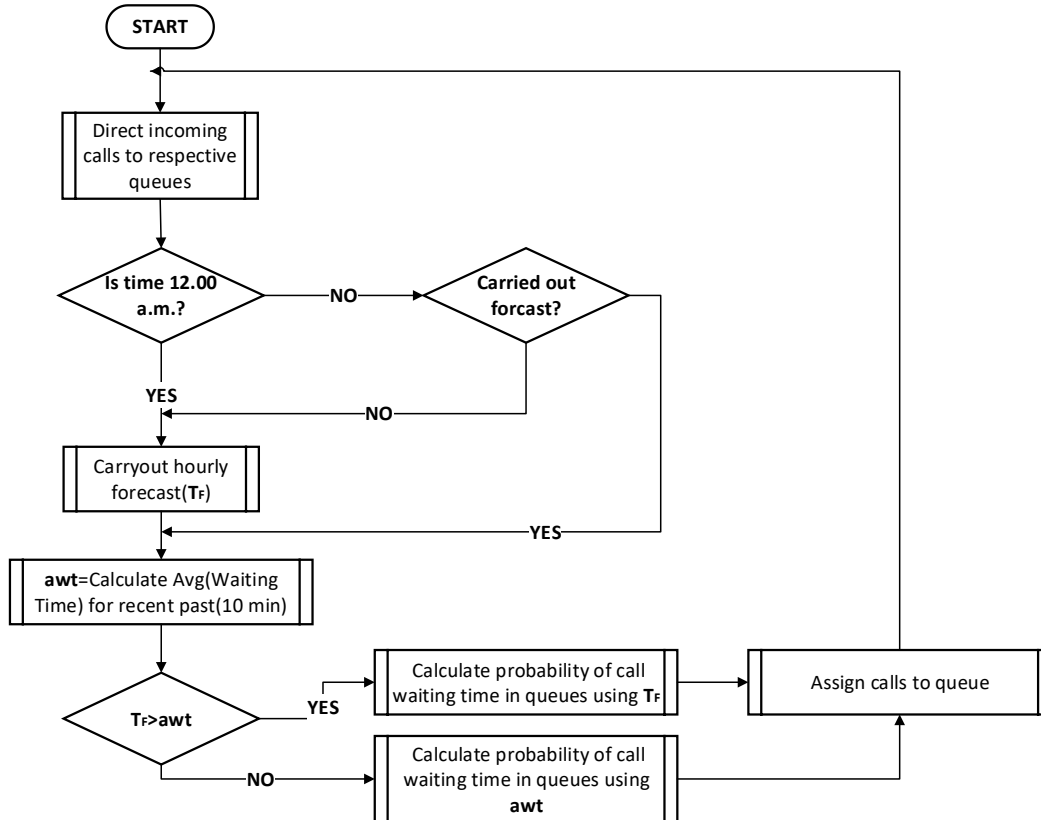 START
Direct incoming
calls to respective
queues
Is time 12.00
a.m.?
NO
Carried out
forcast?
YES
NO
Carryout hourly
forecast(TF)
YES
awt=Calculate Avg(Waiting
Time) for recent past(10 min)
TF>awt
YES
Calculate probability of call
waiting time in queues using TF
Assign calls to queue
NO
Calculate probability of call
waiting time in queues using
awt